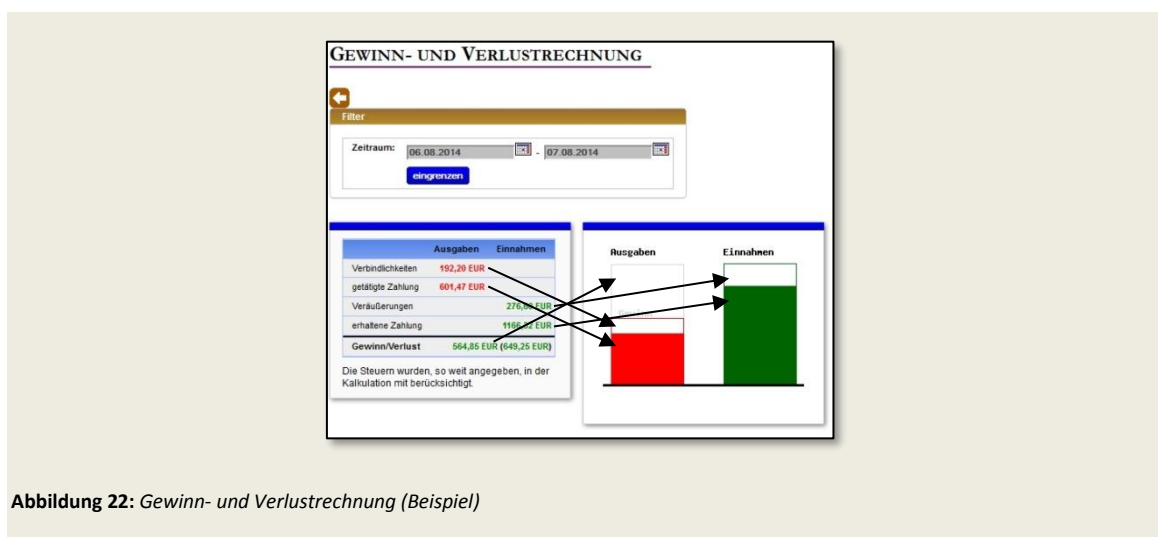 GEWINN- UND VERLUSTRECHNUNG
Filter
Zeitraum: 06.08.2014 - 07.08.2014
eingrenzen
Ausgaben Einnahmen
Verbindlichkeiten 192,20 EUR
getätigte Zahlung 601,47 EUR
Veräußerungen EUR
erhaltene Zahlung EUR
Gewinn/Verlust 564,85 EUR (649,25 EUR)
Die Steuern wurden, so weit angegeben, in der
Kalkulation mit berücksichtigt.
Ausgaben Einnahmen
Abbildung 22: Gewinn- und Verlustrechnung (Beispiel)